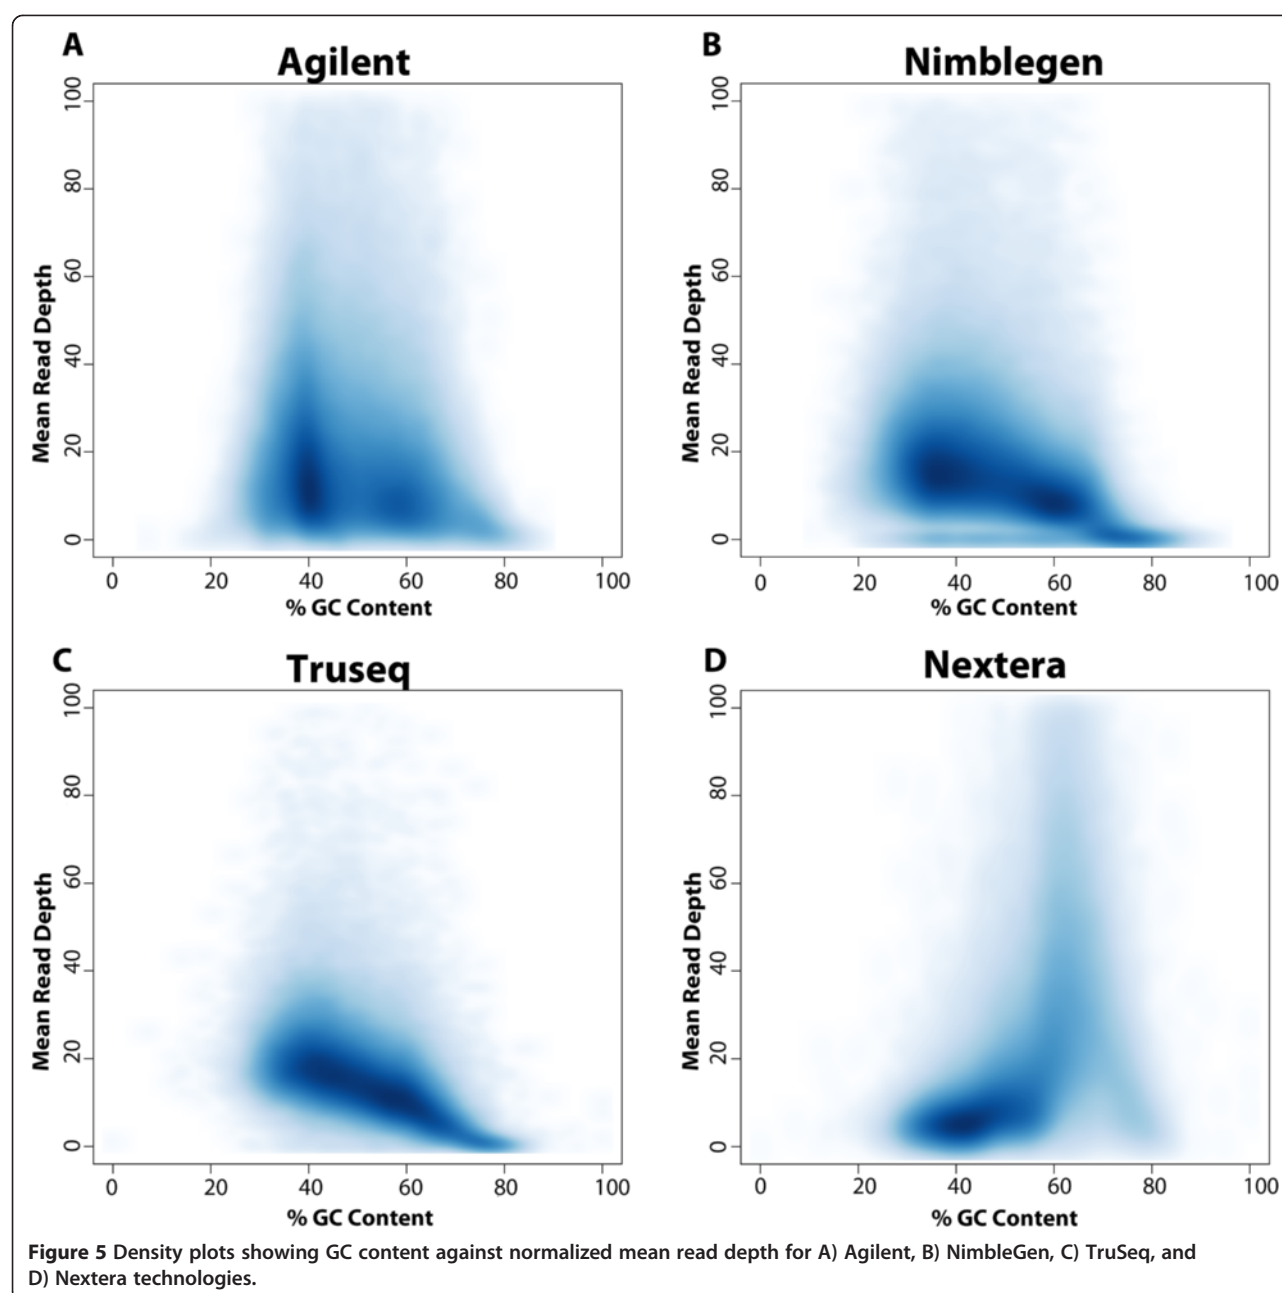 A
Agilent
100
80
60
40
20
0
Mean Read Depth
0 20 40 60 80 100
% GC Content
B
Nimblegen
100
80
60
40
20
0
Mean Read Depth
0 20 40 60 80 100
% GC Content
C
Truseq
100
80
60
40
20
0
Mean Read Depth
0 20 40 60 80 100
% GC Content
D
Nextera
100
80
60
40
20
0
Mean Read Depth
0 20 40 60 80 100
% GC Content
Figure 5 Density plots showing GC content against normalized mean read depth for A) Agilent, B) NimbleGen, C) TruSeq, and
D) Nextera technologies.